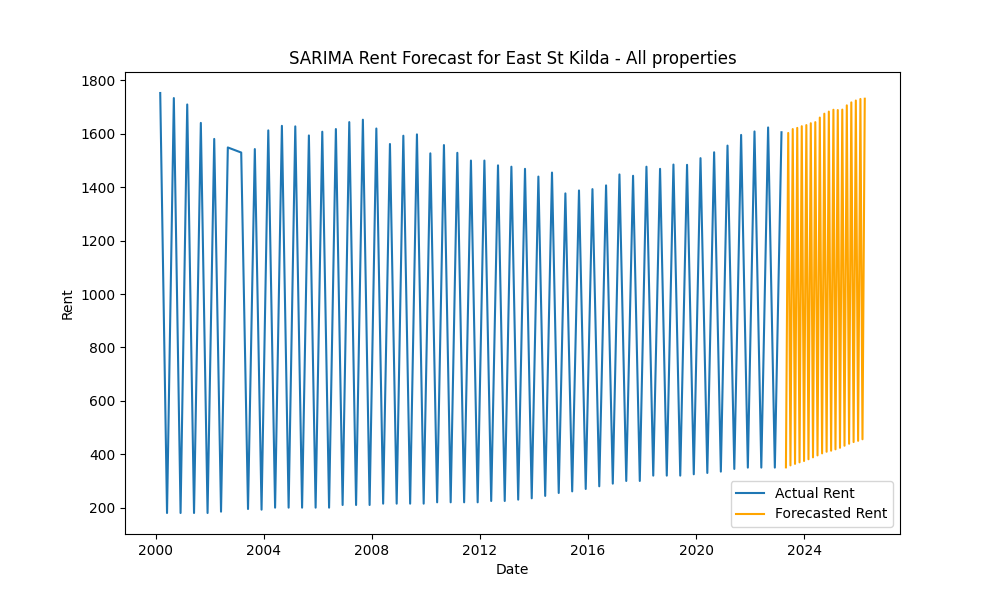 SARIMA Rent Forecast for East St Kilda - All properties
1800
1600
1400
1200
1000
800
600
400
200
Rent
2000 2004 2008 2012 2016 2020 2024
Date
Actual Rent
Forecasted Rent